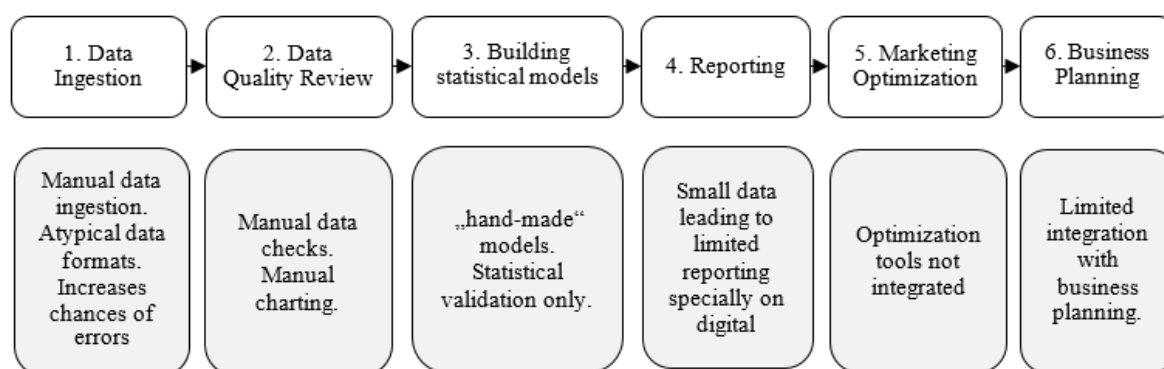 1. Data
Ingestion
2. Data
Quality Review
3. Building
statistical models
4. Reporting
5. Marketing
Optimization
6. Business
Planning
Manual data
ingestion.
Atypical data
formats.
Increases
chances of
errors
Manual data
checks.
Manual
charting.
„hand-made“
models.
Statistical
validation only.
Small data
leading to
limited
reporting
specially on
digital
Optimization
tools not
integrated
Limited
integration
with
business
planning.